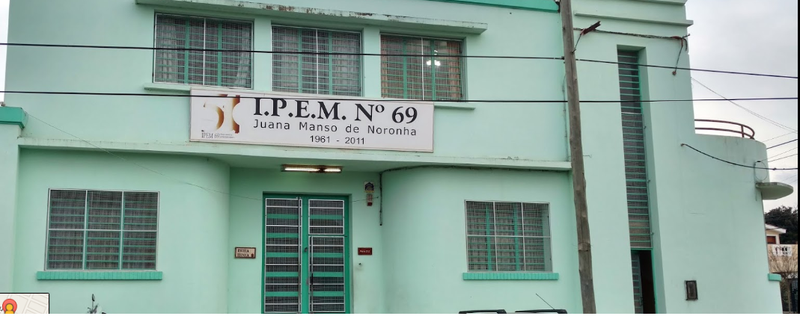 I.P.E.M. Nº 69
Juana Manso de Noronha
1961 - 2011